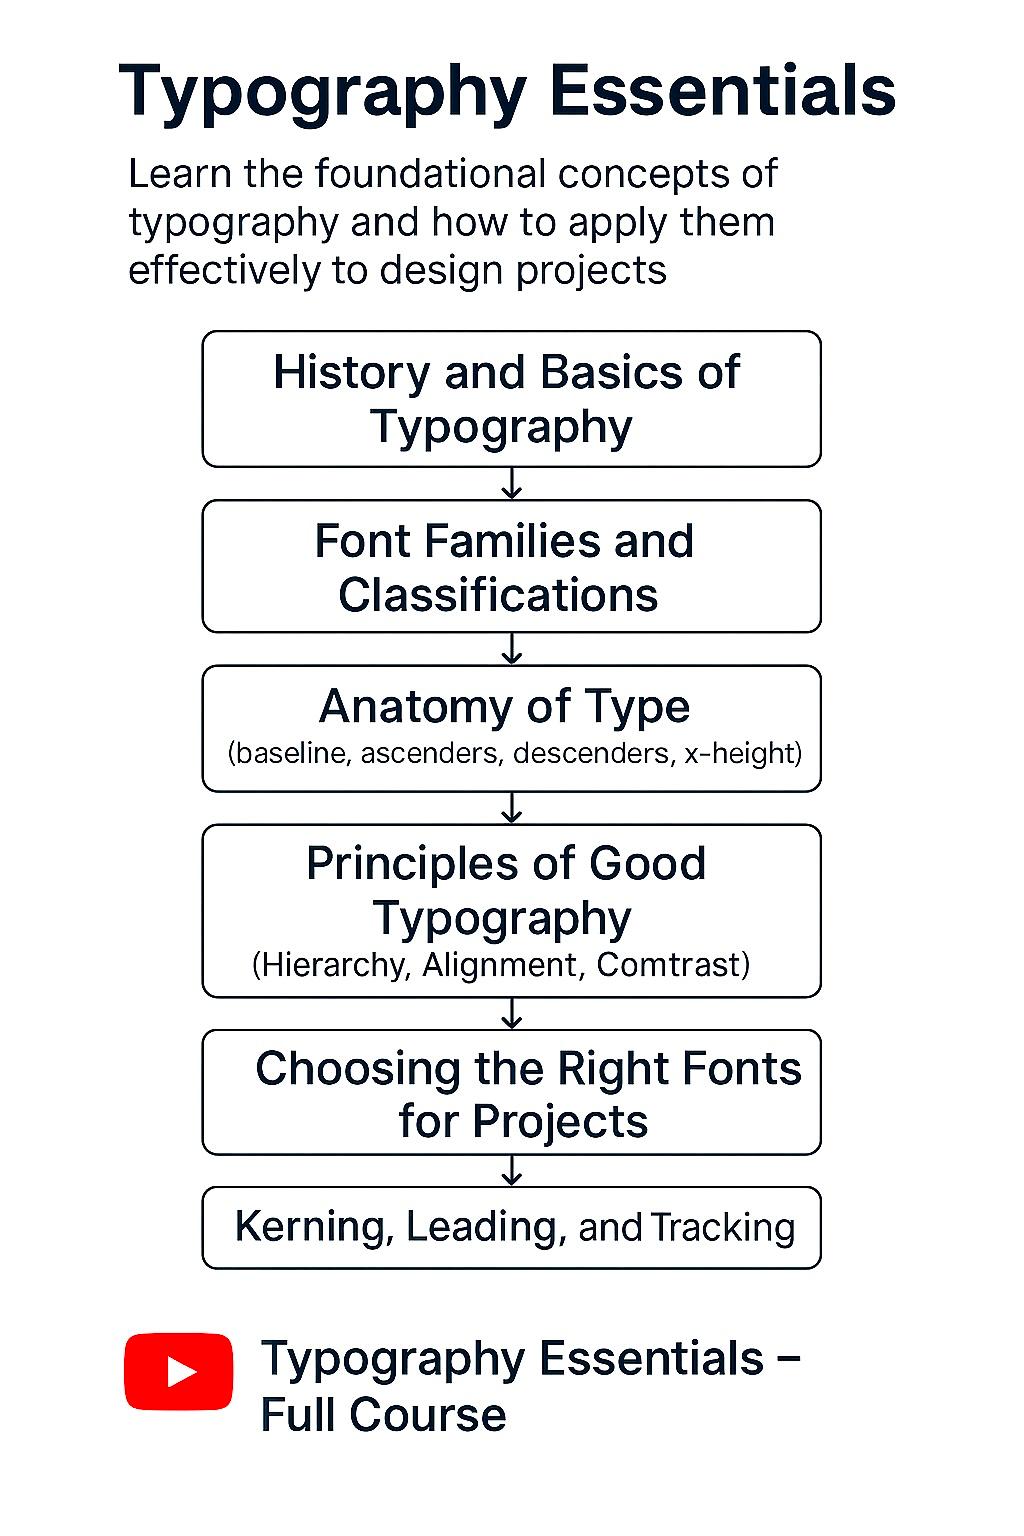 Typography Essentials
Learn the foundational concepts of
typography and how to apply them
effectively to design projects
History and Basics of
Typography
Font Families and
Classifications
Anatomy of Type
(baseline, ascenders, descenders, x-height)
Principles of Good
Typography
(Hierarchy, Alignment, Comtrast)
Choosing the Right Fonts
for Projects
Kerning, Leading, and Tracking
Typography Essentials –
Full Course